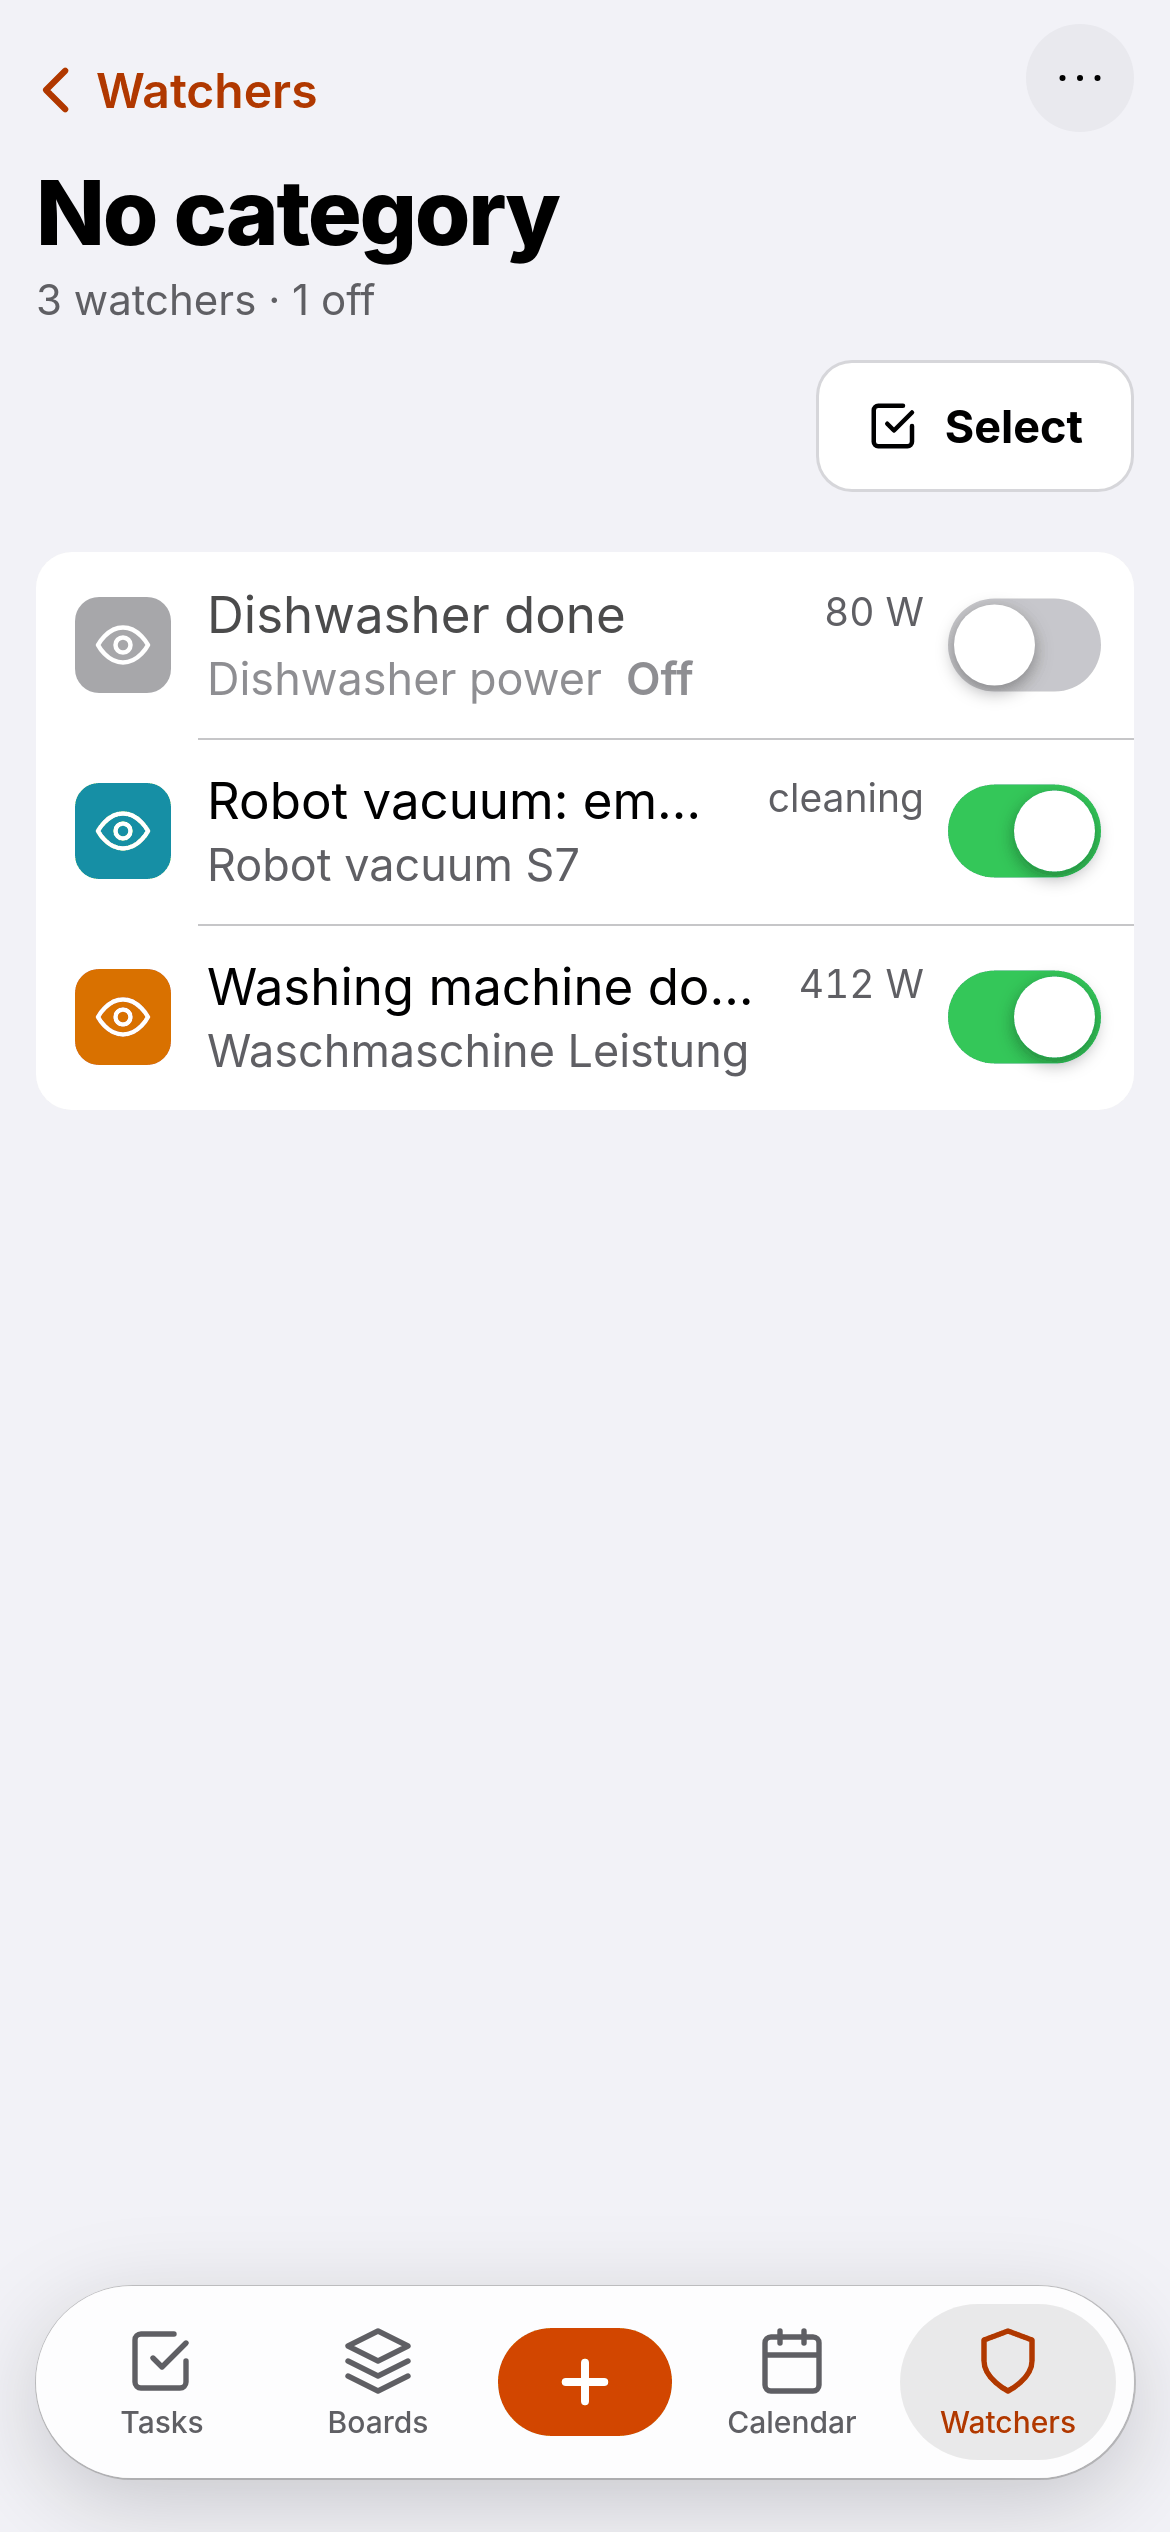 Watchers
No category
3 watchers · 1 off
Select
Dishwasher done 80 W
Dishwasher power Off
Robot vacuum: em... cleaning
Robot vacuum S7
Washing machine do... 412 W
Waschmaschine Leistung
Tasks Boards Calendar Watchers